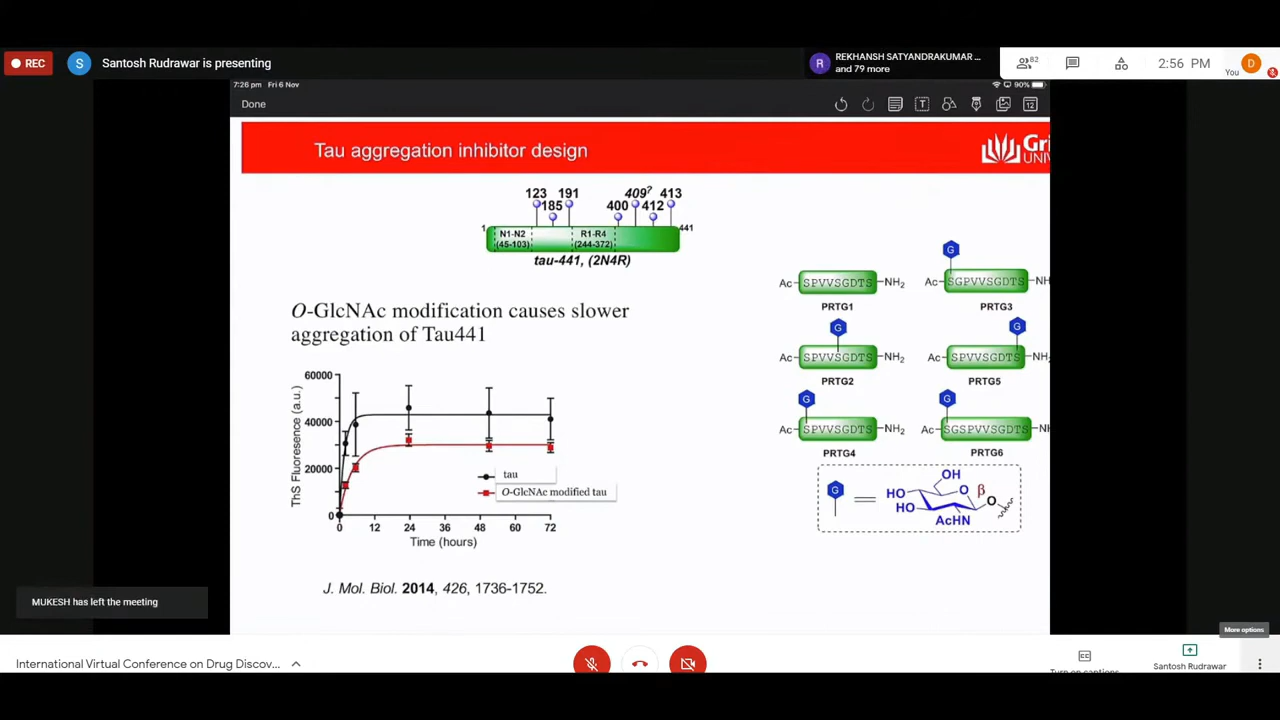 REC
S
Santosh Rudrawar is presenting
R
REKHANSH SATYANDRAKUMAR ...
and 79 more
82
2:56 PM
You
D
7:26 pm Fri 6 Nov
90%
Done
T
12
Tau aggregation inhibitor design
Gri
UNIV
123 191 409? 413
185 400 412
1 441
N1-N2 R1-R4
(45-103) (244-372)
tau-441, (2N4R)
O-GlcNAc modification causes slower
aggregation of Tau441
ThS Fluoresence (a.u.)
60000
40000
20000
0
0 12 24 36 48 60 72
Time (hours)
tau
O-GlcNAc modified tau
J. Mol. Biol. 2014, 426, 1736-1752.
G
Ac SPVVSGDTS NH2
PRTG1
Ac SGPVVSGDTS NH
PRTG3
G
G
Ac SPVVSGDTS NH2
PRTG2
Ac SPVVSGDTS NH
PRTG5
G
G
Ac SPVVSGDTS NH2
PRTG4
Ac SGSPVVSGDTS NH
PRTG6
G
OH
HO O β
HO O
AcHN
MUKESH has left the meeting
More options
International Virtual Conference on Drug Discov...
CC
Turn on captions
Santosh Rudrawar